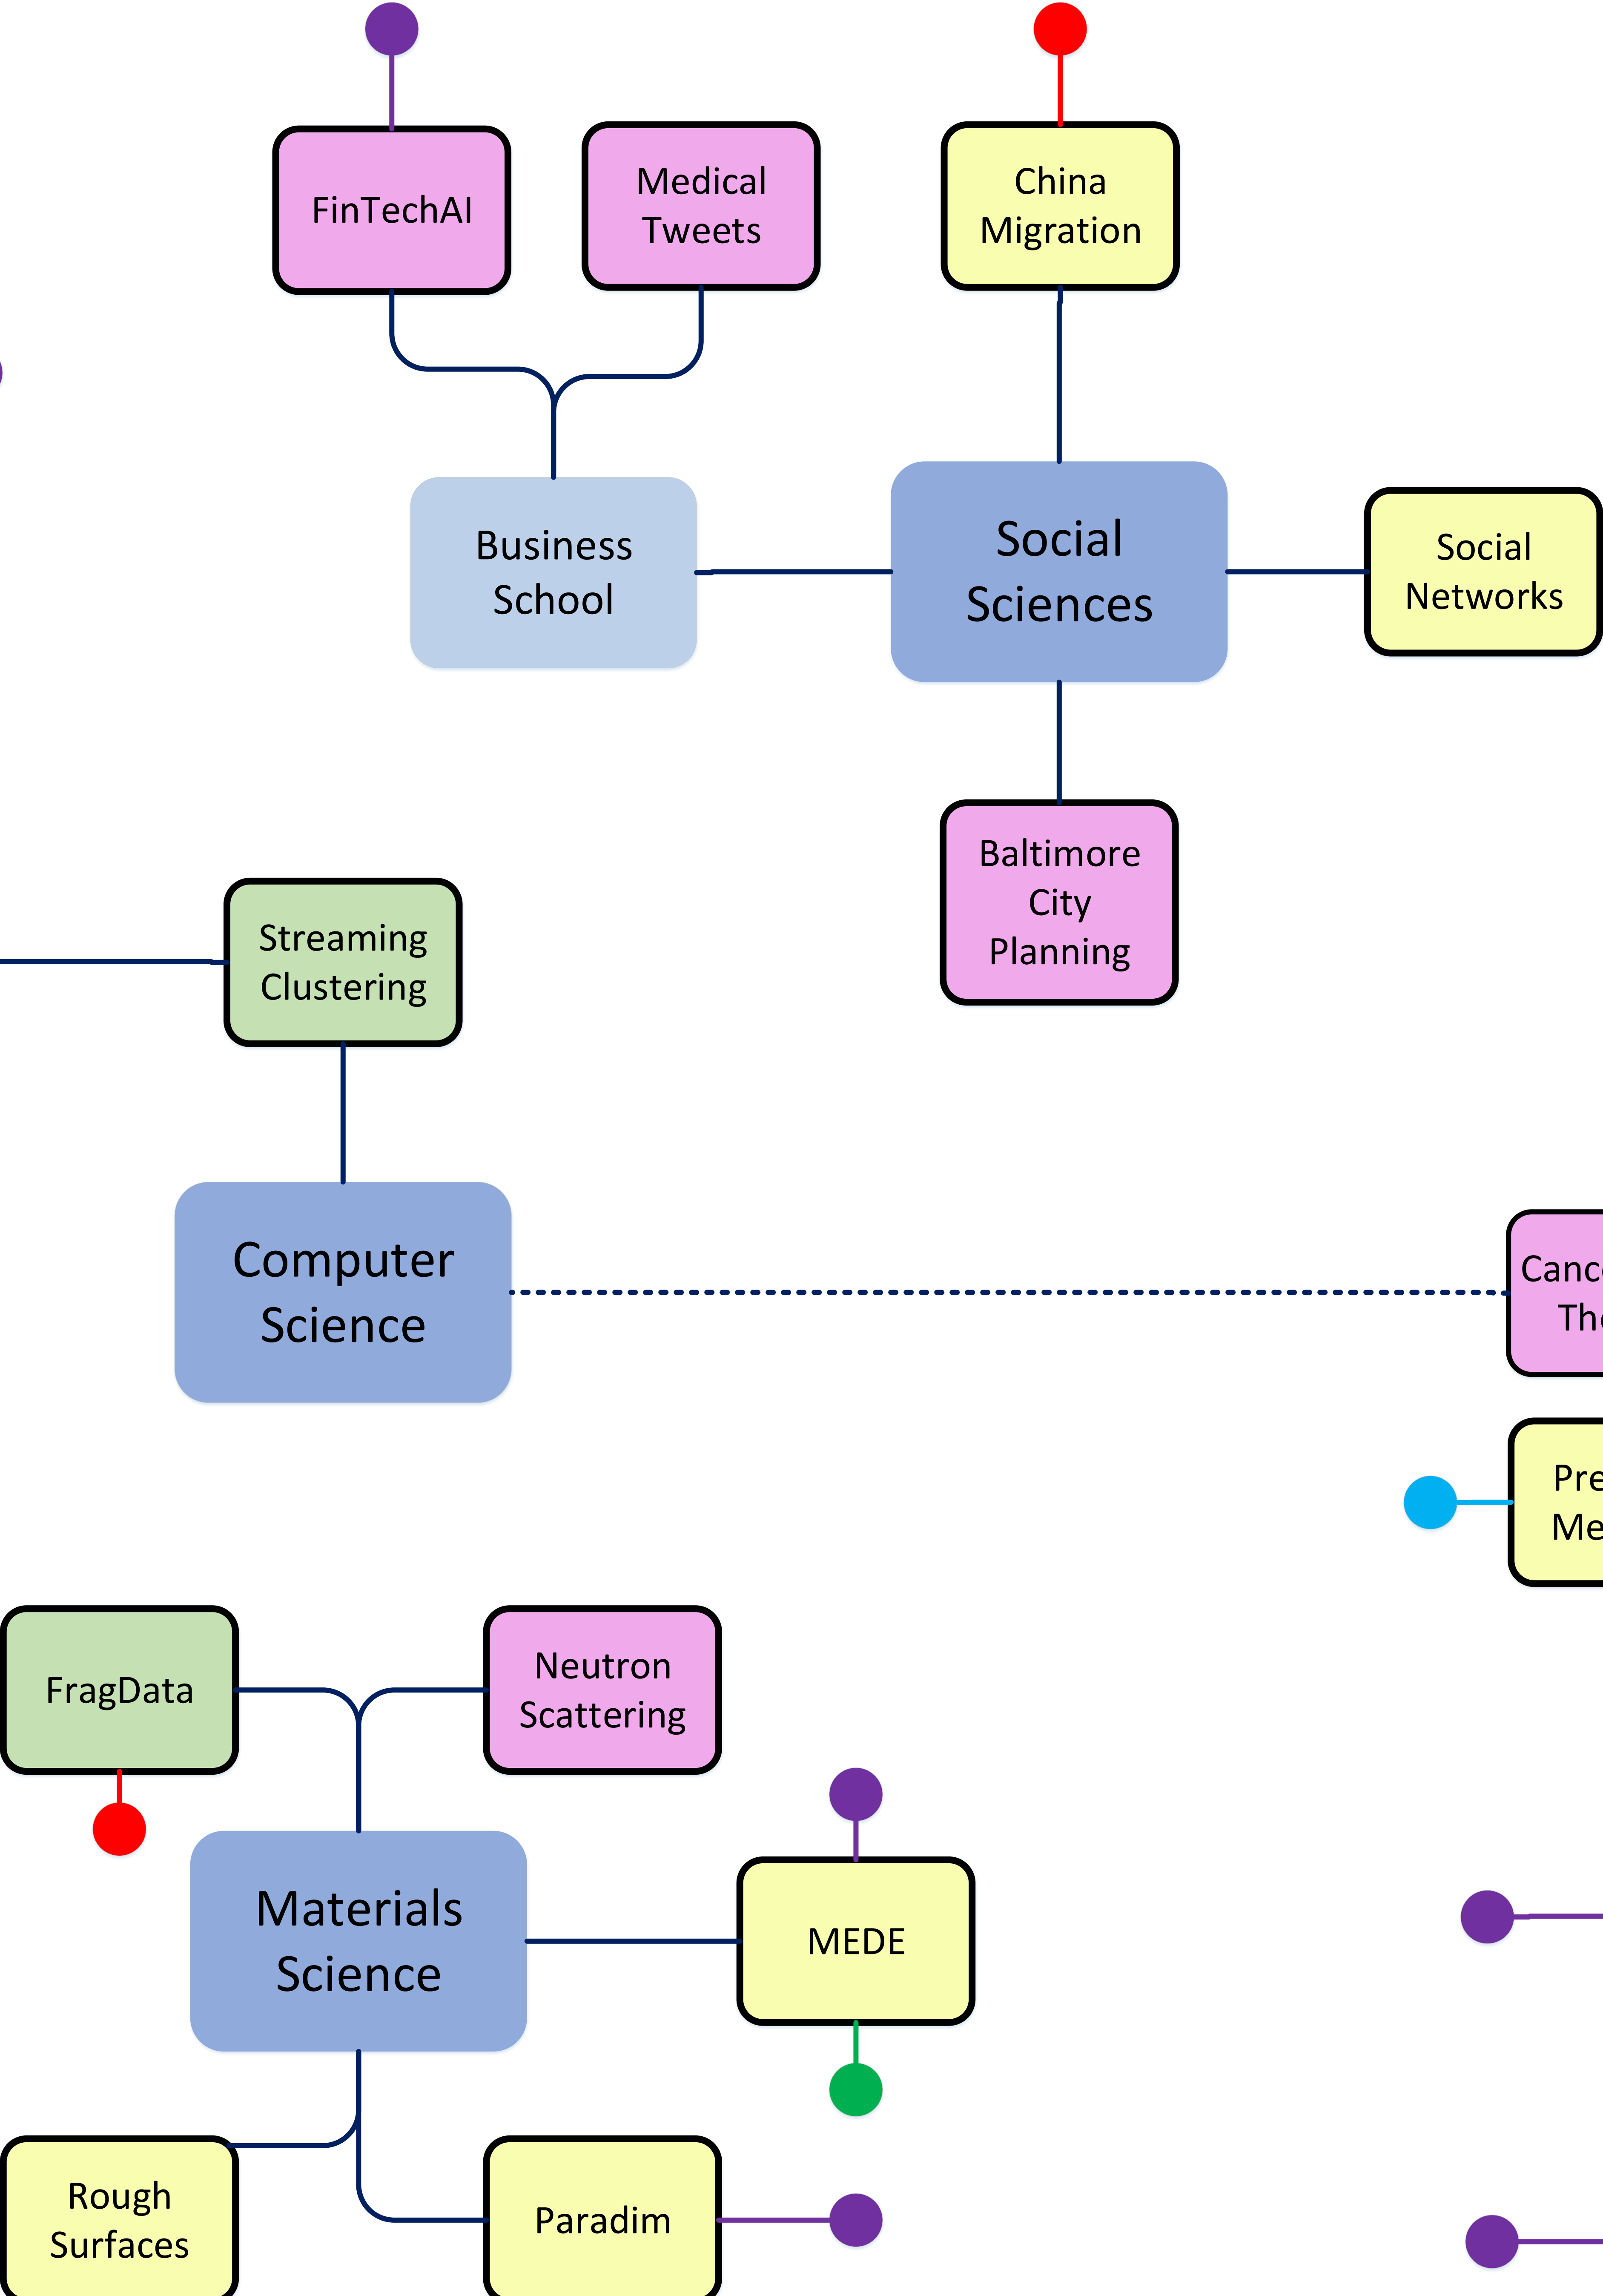 FinTechAI
Medical
Tweets
China
Migration
Business
School
Social
Sciences
Social
Networks
Baltimore
City
Planning
Streaming
Clustering
Computer
Science
FragData
Neutron
Scattering
Materials
Science
MEDE
Rough
Surfaces
Paradim